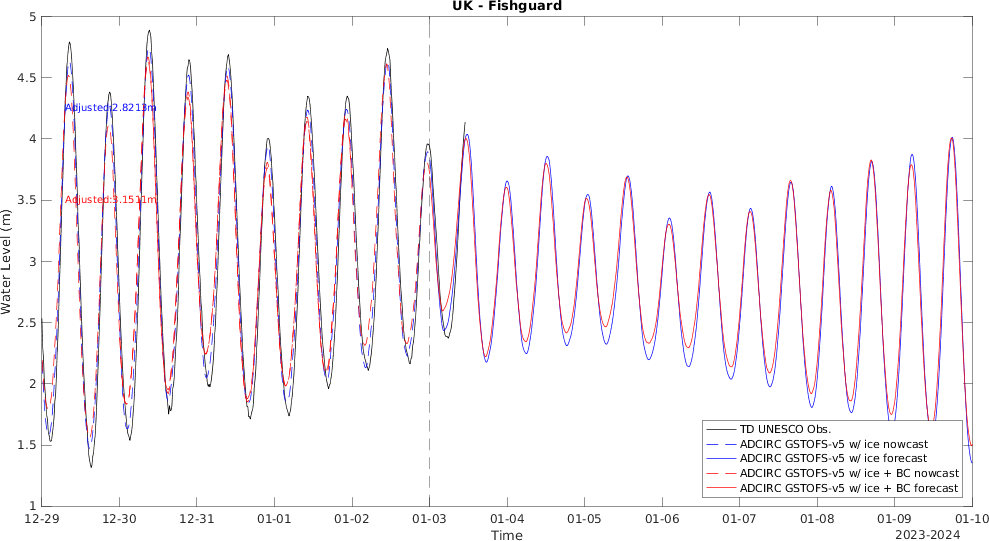 UK - Fishguard
5
4.5
4
3.5
3
2.5
2
1.5
1
Water Level (m)
Adjusted:2.8213m
Adjusted:3.1511m
TD UNESCO Obs.
ADCIRC GSTOFS-v5 w/ ice nowcast
ADCIRC GSTOFS-v5 w/ ice forecast
ADCIRC GSTOFS-v5 w/ ice + BC nowcast
ADCIRC GSTOFS-v5 w/ ice + BC forecast
12-29 12-30 12-31 01-01 01-02 01-03 01-04 01-05 01-06 01-07 01-08 01-09 01-10
Time
2023-2024